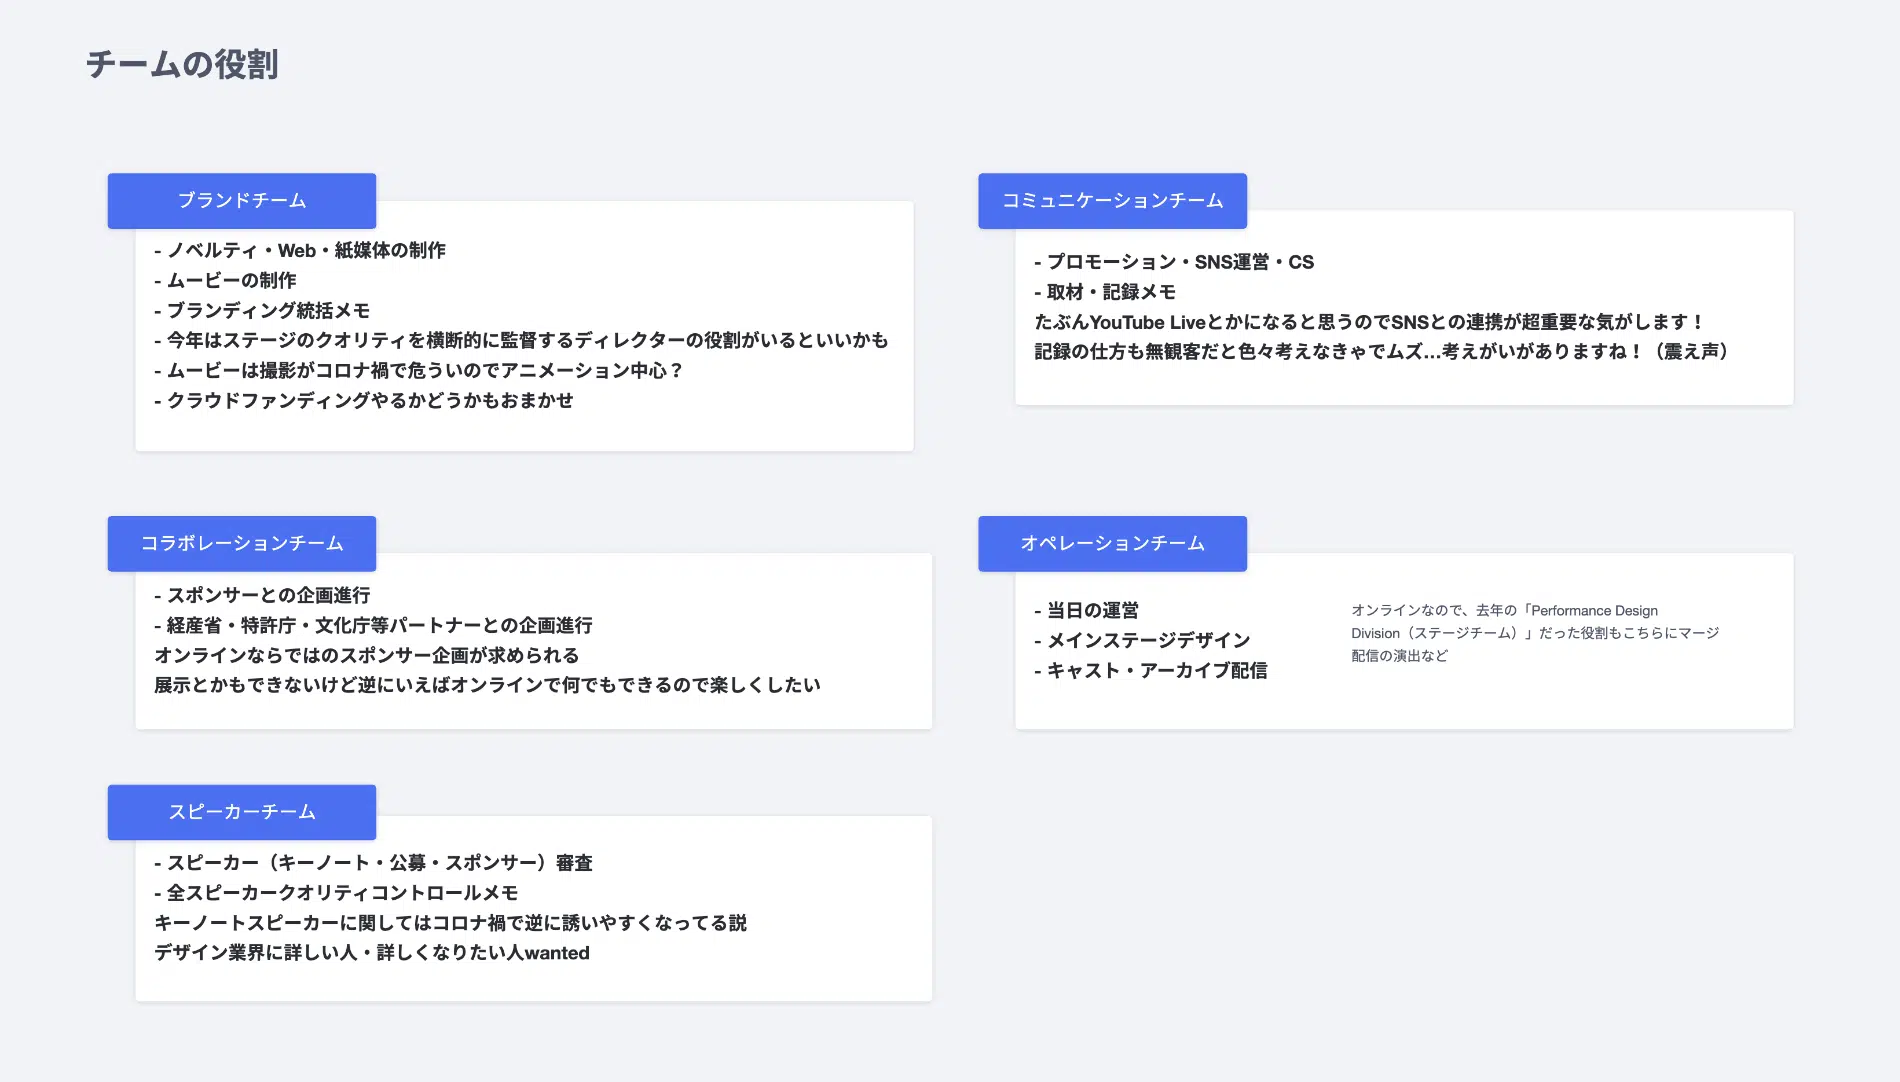 チームの役割
ブランドチーム
- ノベルティ・Web・紙媒体の制作
- ムービーの制作
- ブランディング統括メモ
- 今年はステージのクオリティを横断的に監督するディレクターの役割がいるといいかも
- ムービーは撮影がコロナ禍で危ういのでアニメーション中心？
- クラウドファンディングやるかどうかもおまかせ
コミュニケーションチーム
- プロモーション・SNS運営・CS
- 取材・記録メモ
たぶんYouTube Liveとかになると思うのでSNSとの連携が超重要な気がします！
記録の仕方も無観客だと色々考えなきゃでムズ…考えがいがありますね！（震え声）
コラボレーションチーム
- スポンサーとの企画進行
- 経産省・特許庁・文化庁等パートナーとの企画進行
オンラインならではのスポンサー企画が求められる
展示とかもできないけど逆にいえばオンラインで何でもできるので楽しくしたい
オペレーションチーム
- 当日の運営
- メインステージデザイン
- キャスト・アーカイブ配信
オンラインなので、去年の「Performance Design
Division（ステージチーム）」だった役割もこちらにマージ
配信の演出など
スピーカーチーム
- スピーカー（キーノート・公募・スポンサー）審査
- 全スピーカークオリティコントロールメモ
キーノートスピーカーに関してはコロナ禍で逆に誘いやすくなってる説
デザイン業界に詳しい人・詳しくなりたい人wanted